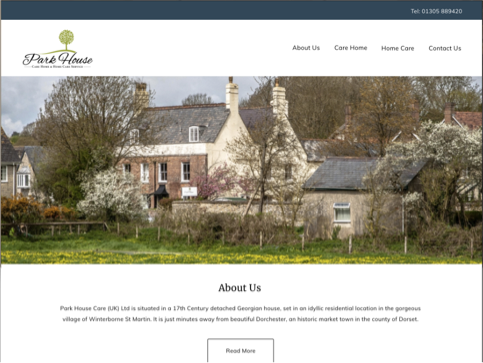 Tel: 01305 889420
Park House
Care Home & Home Care Service
About Us
Care Home
Home Care
Contact Us
About Us
Park House Care (UK) Ltd is situated in a 17th Century detached Georgian house, set in an idyllic residential location in the gorgeous
village of Winterborne St Martin. It is just minutes away from beautiful Dorchester, an historic market town in the county of Dorset.
Read More